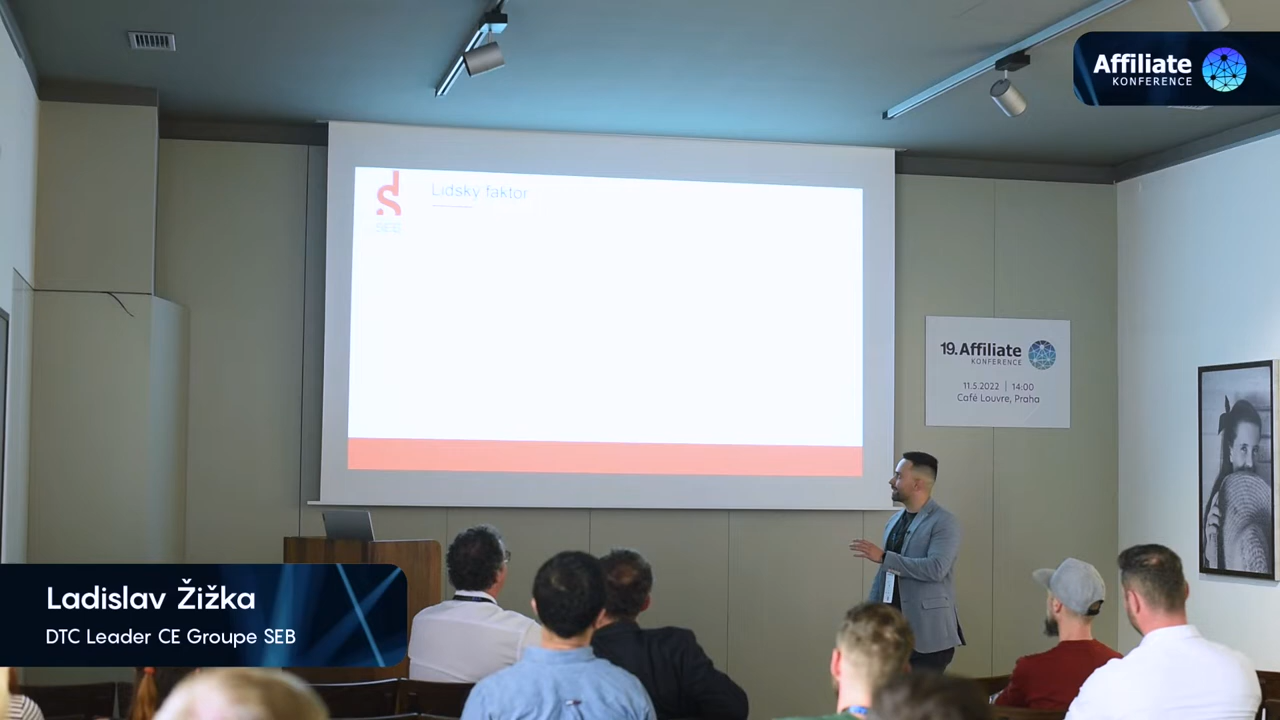 Affiliate
KONFERENCE
Lidský faktor
SEB
19. Affiliate
KONFERENCE
11.5.2022 | 14:00
Café Louvre, Praha
Ladislav Žižka
DTC Leader CE Groupe SEB